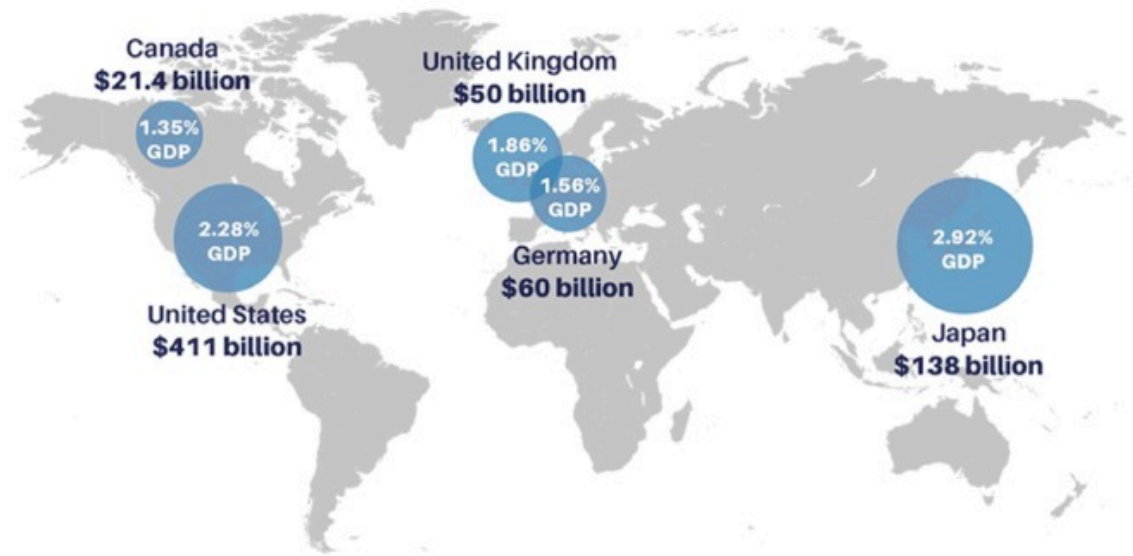 Canada
$21.4 billion
1.35%
GDP
United States
$411 billion
2.28%
GDP
United Kingdom
$50 billion
1.86%
GDP
1.56%
GDP
Germany
$60 billion
2.92%
GDP
Japan
$138 billion